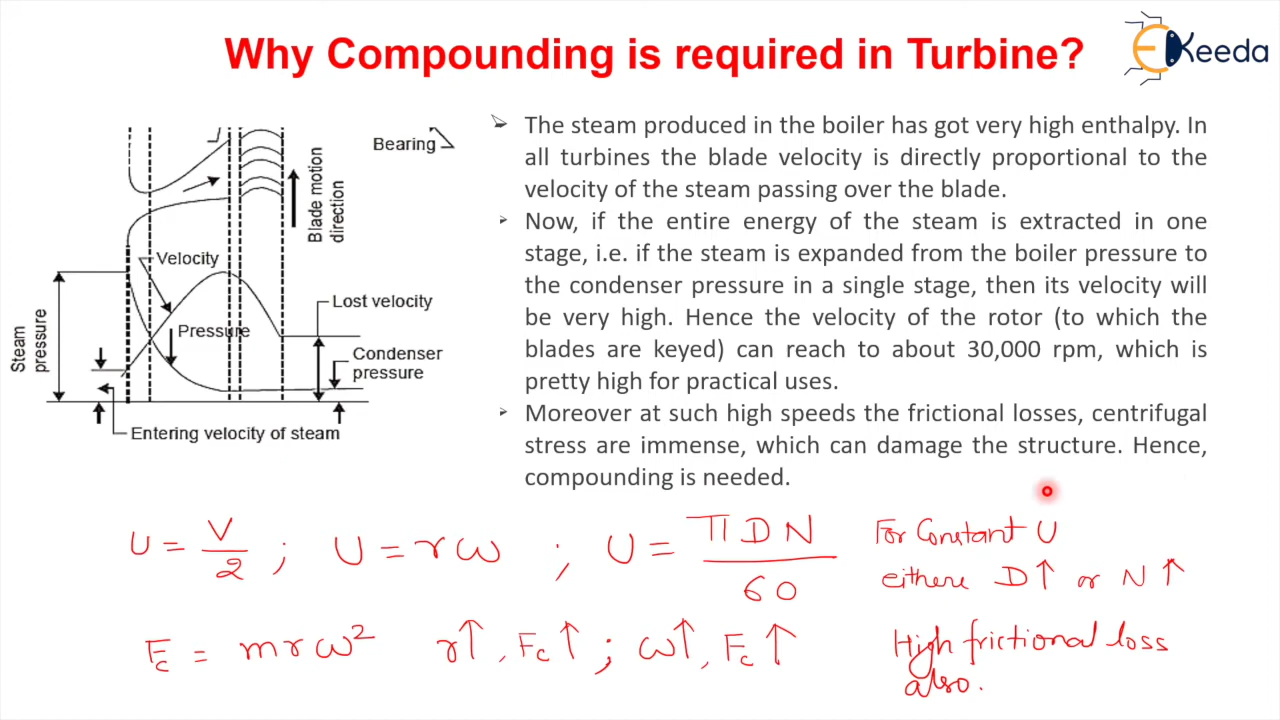 Why Compounding is required in Turbine?
EKeeda
Bearing
Blade motion
direction
Velocity
Lost velocity
Pressure
Steam
pressure
Condenser
pressure
Entering velocity of steam
The steam produced in the boiler has got very high enthalpy. In
all turbines the blade velocity is directly proportional to the
velocity of the steam passing over the blade.
Now, if the entire energy of the steam is extracted in one
stage, i.e. if the steam is expanded from the boiler pressure to
the condenser pressure in a single stage, then its velocity will
be very high. Hence the velocity of the rotor (to which the
blades are keyed) can reach to about 30,000 rpm, which is
pretty high for practical uses.
Moreover at such high speeds the frictional losses, centrifugal
stress are immense, which can damage the structure. Hence,
compounding is needed.
U = V/2 ; U = rω ; U = πDN/60
For Constant U
eithere D↑ or N↑
Fc = mrω² r↑, Fc↑ ; ω↑, Fc↑
High frictional loss
also.